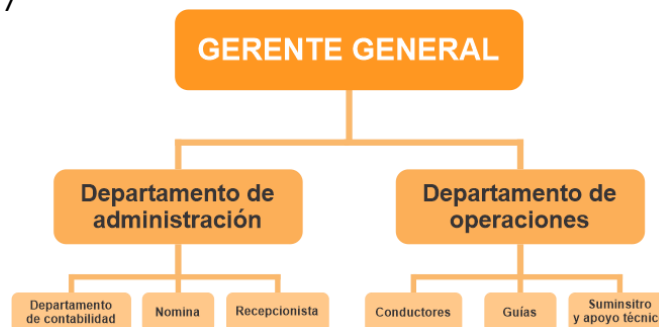 GERENTE GENERAL
Departamento de
administración
Departamento de
operaciones
Departamento
de contabilidad
Nomina
Recepcionista
Conductores
Guías
Suminsitro
y apoyo técnic